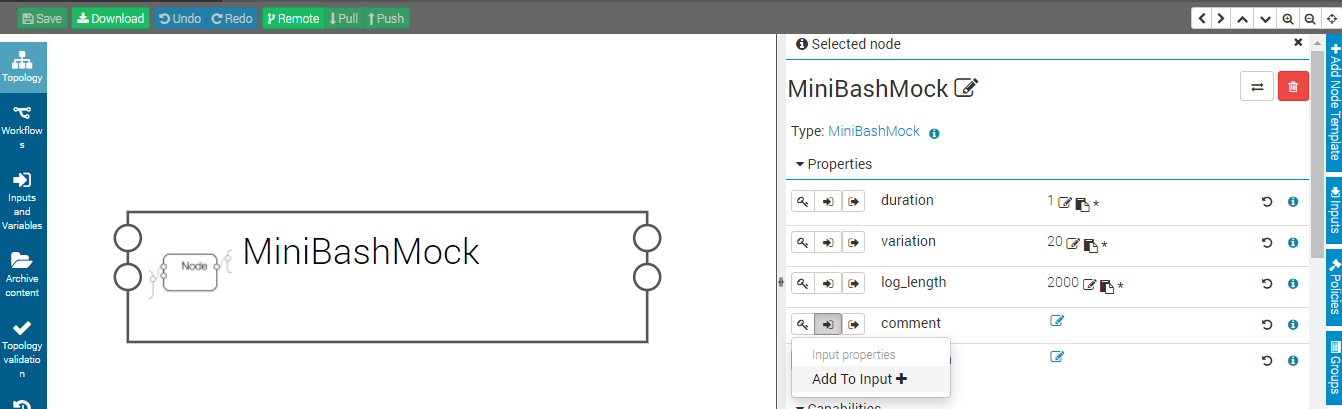 Save Download Undo Redo Remote Pull Push
Selected node
Topology
Workflow
s
Inputs
and
Variables
Archive
content
Topology
validatio
n
Node
MiniBashMock
MiniBashMock
Type: MiniBashMock
Properties
duration 1 *
variation 20 *
log_length 2000 *
comment
Input properties
Add To Input
Capabilities
Add Node Template
Inputs
Policies
Groups